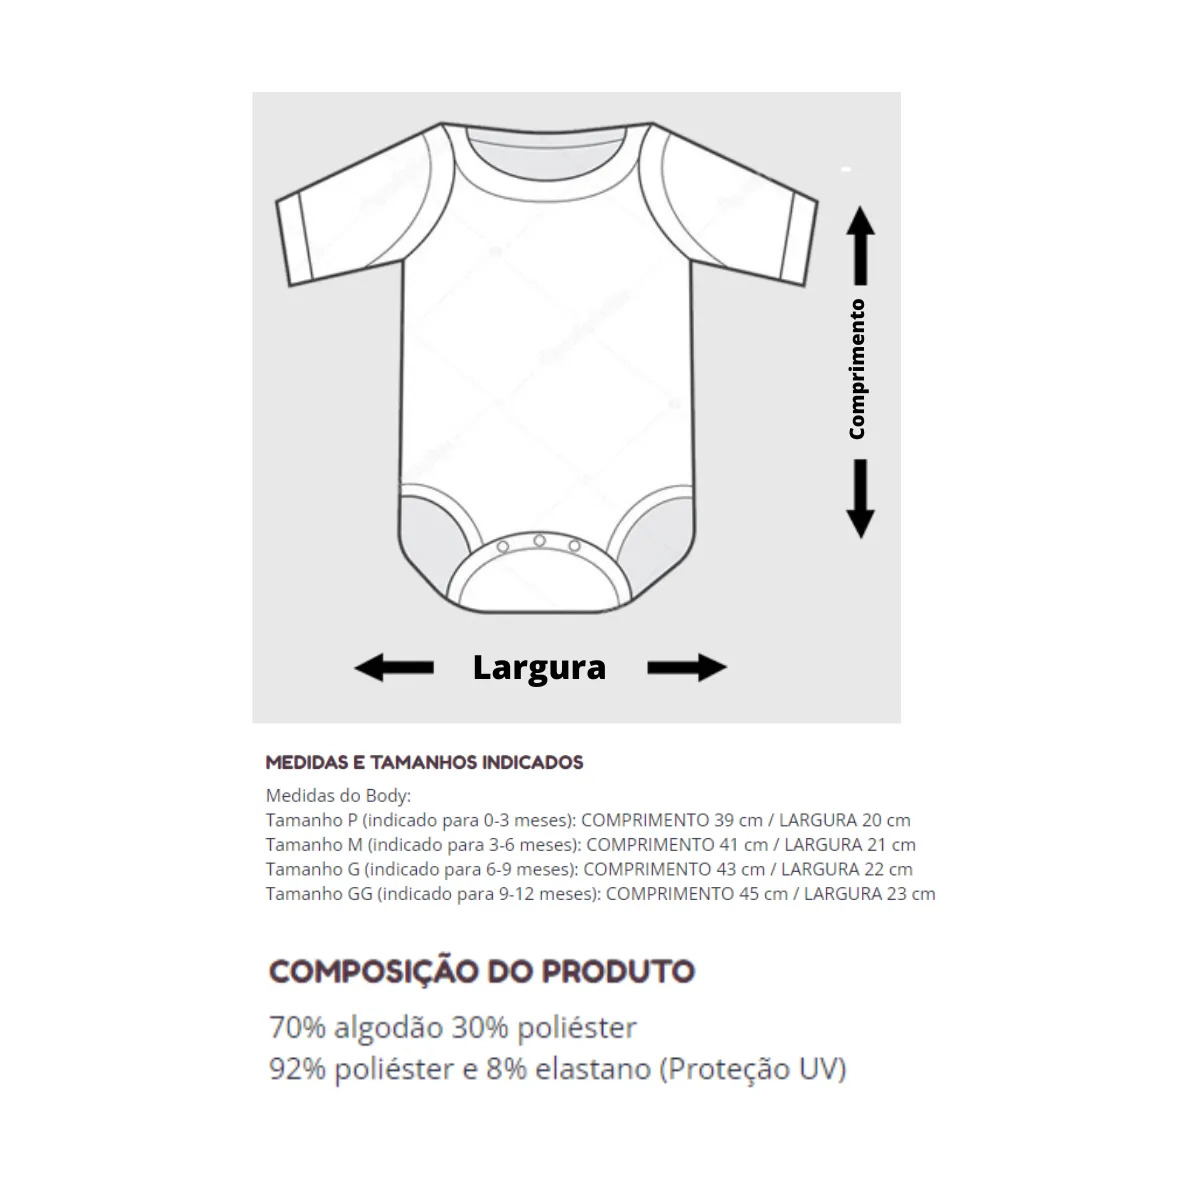 Comprimento
Largura
MEDIDAS E TAMANHOS INDICADOS
Medidas do Body:
Tamanho P (indicado para 0-3 meses): COMPRIMENTO 39 cm / LARGURA 20 cm
Tamanho M (indicado para 3-6 meses): COMPRIMENTO 41 cm / LARGURA 21 cm
Tamanho G (indicado para 6-9 meses): COMPRIMENTO 43 cm / LARGURA 22 cm
Tamanho GG (indicado para 9-12 meses): COMPRIMENTO 45 cm / LARGURA 23 cm
COMPOSIÇÃO DO PRODUTO
70% algodão 30% poliéster
92% poliéster e 8% elastano (Proteção UV)